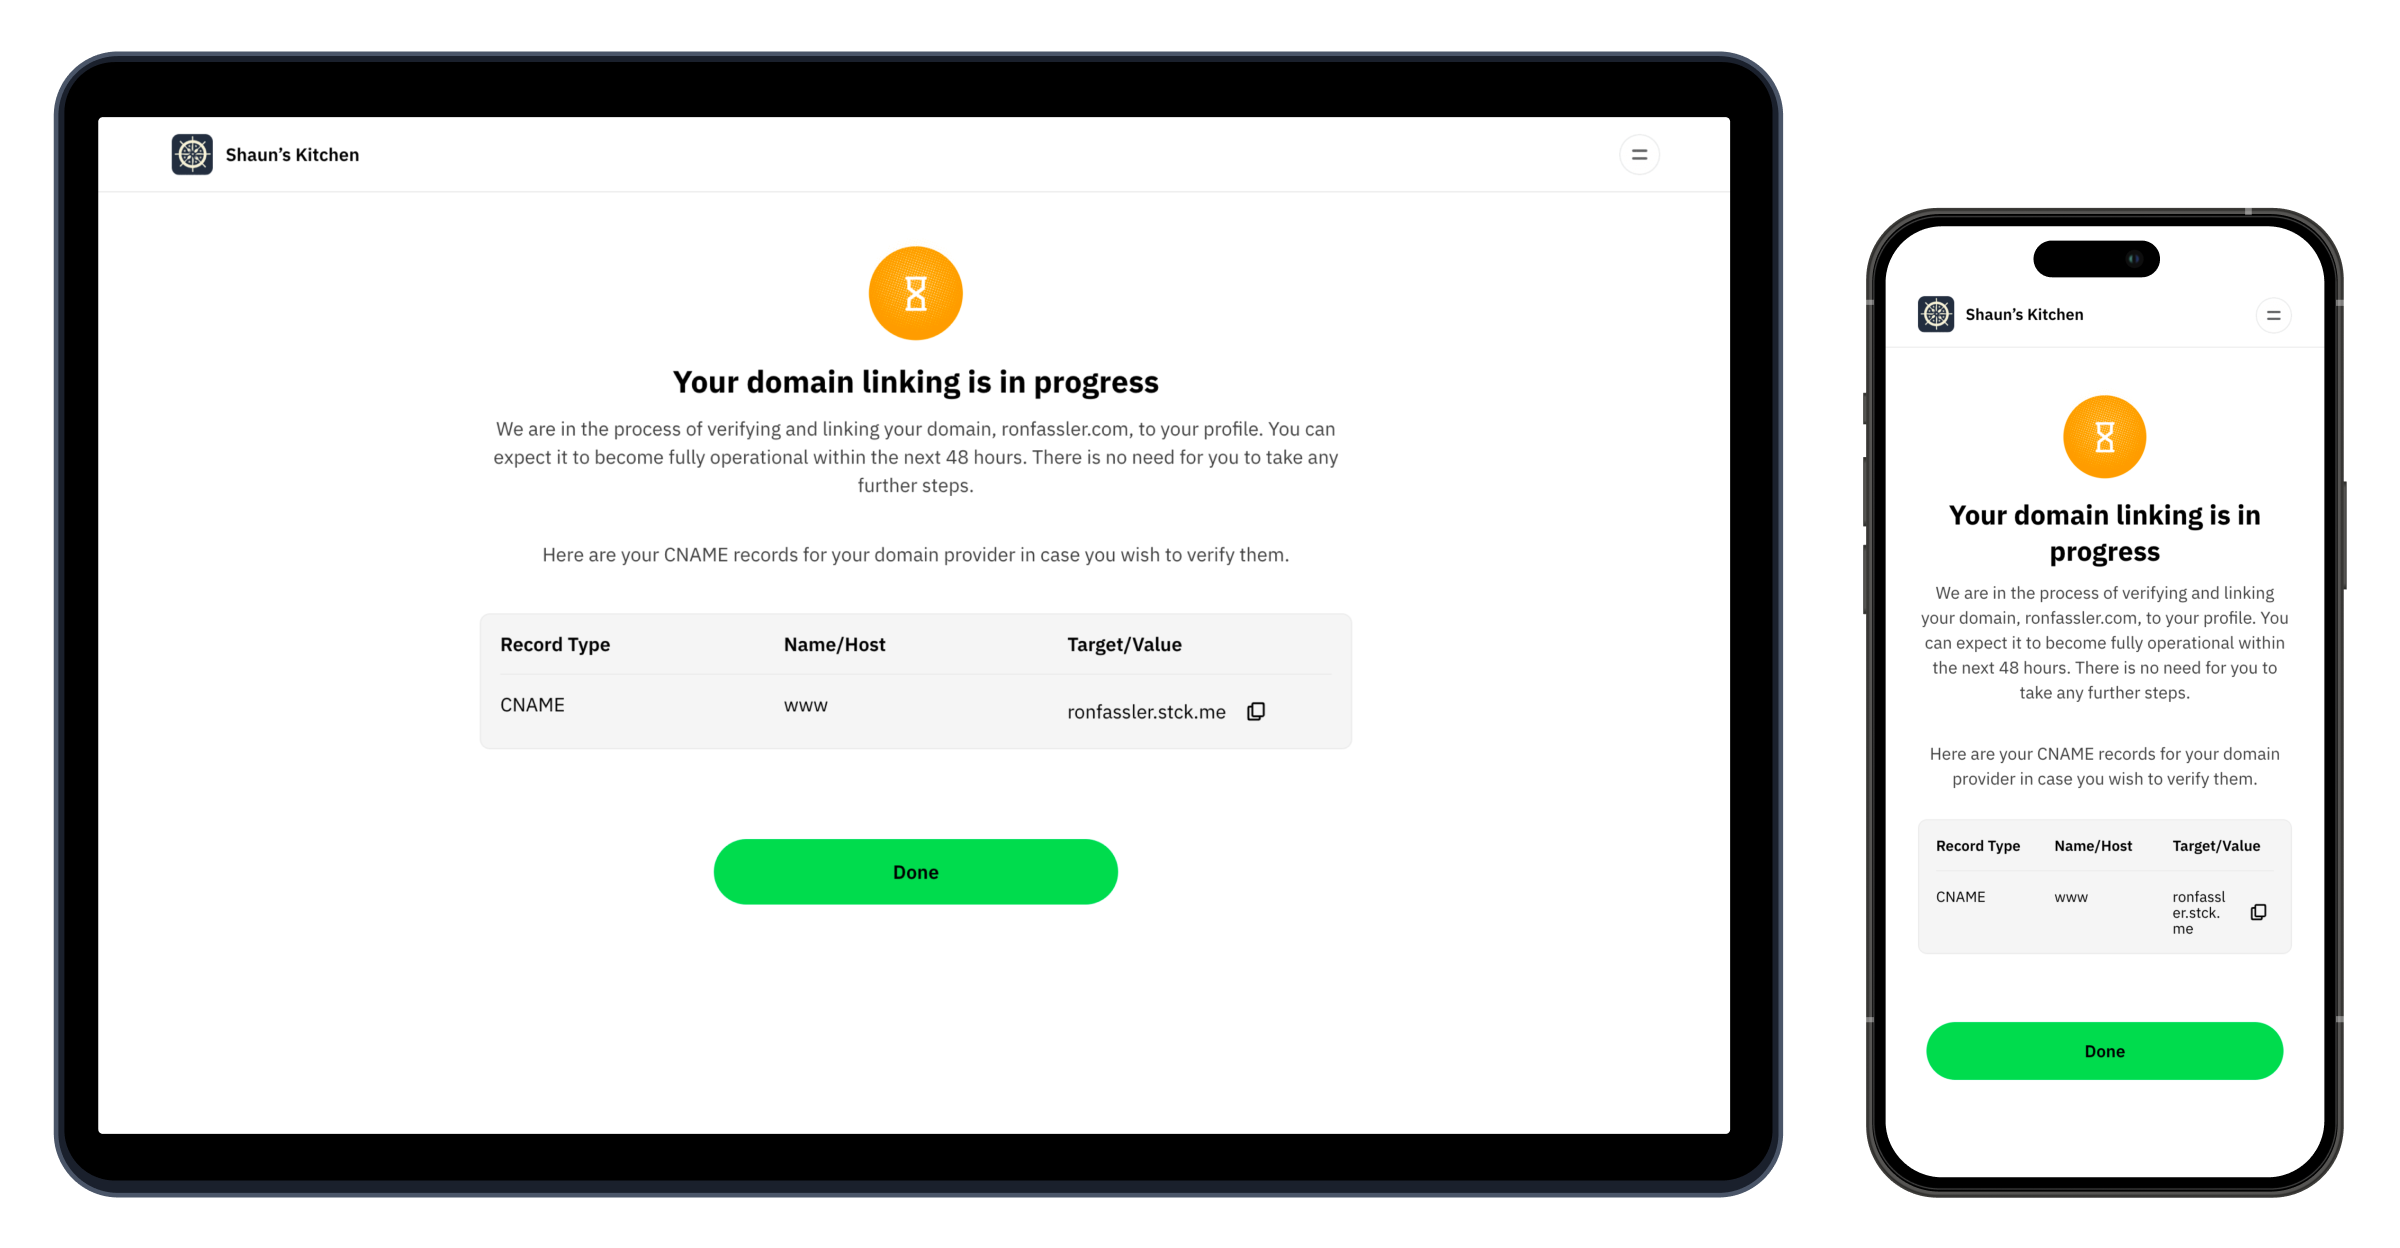 Shaun’s Kitchen
Your domain linking is in progress
We are in the process of verifying and linking your domain, ronfassler.com, to your profile. You can
expect it to become fully operational within the next 48 hours. There is no need for you to take any
further steps.
Here are your CNAME records for your domain provider in case you wish to verify them.
Record Type Name/Host Target/Value
CNAME www ronfassler.stck.me
Done
Shaun’s Kitchen
Your domain linking is in
progress
We are in the process of verifying and linking
your domain, ronfassler.com, to your profile. You
can expect it to become fully operational within
the next 48 hours. There is no need for you to
take any further steps.
Here are your CNAME records for your domain
provider in case you wish to verify them.
Record Type Name/Host Target/Value
CNAME www ronfassl
er.stck.
me
Done